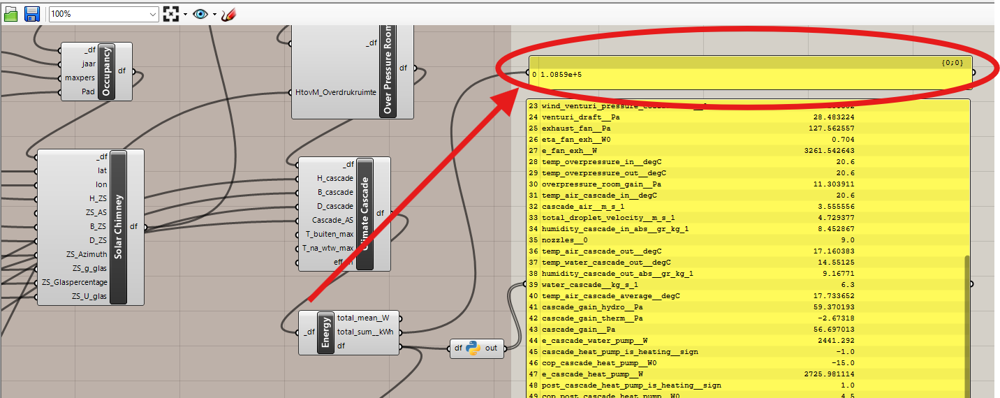 100%
_df
jaar
maxpers
Pad
Occupancy
df
_df
HtovM_Overdrukruimte
Over Pressure Room
df
{0;0}
0 1.0859e+5
_df
lat
lon
H_ZS
ZS_AS
B_ZS
D_ZS
ZS_Azimuth
ZS_g_glas
ZS_Glaspercentage
ZS_U_glas
Solar Chimney
df
_df
H_cascade
B_cascade
D_cascade
Cascade_AS
T_buiten_max
T_na_wtw_max
Climate Cascade
df
_df
Energy
total_mean__W
total_sum__kWh
df
df
out
23 
24 venturi_draft__Pa 28.483224
25 exhaust_fan__Pa 127.562557
26 eta_fan_exh__W0 0.704
27 e_fan_exh__W 3261.542643
28 temp_overpressure_in__degC 20.6
29 temp_overpressure_out__degC 20.6
30 overpressure_room_gain__Pa 11.303911
31 temp_air_cascade_in__degC 20.6
32 cascade_air__m_s_1 3.555556
33 total_droplet_velocity__m_s_1 4.729377
34 humidity_cascade_in_abs__gr_kg_1 8.452867
35 nozzles__0 9.0
36 temp_air_cascade_out__degC 17.160383
37 temp_water_cascade_out__degC 14.55125
38 humidity_cascade_out_abs__gr_kg_1 9.16771
39 water_cascade__kg_s_1 6.3
40 temp_air_cascade_average__degC 17.733652
41 cascade_gain_hydro__Pa 59.370193
42 cascade_gain_therm__Pa -2.67318
43 cascade_gain__Pa 56.697013
44 e_cascade_water_pump__W 2441.292
45 cascade_heat_pump_is_heating__sign -1.0
46 cop_cascade_heat_pump__W0 -15.0
47 e_cascade_heat_pump__W 2725.981114
48 post_cascade_heat_pump_is_heating__sign 1.0
49 cop_post_cascade_heat_pump__W0 4.5